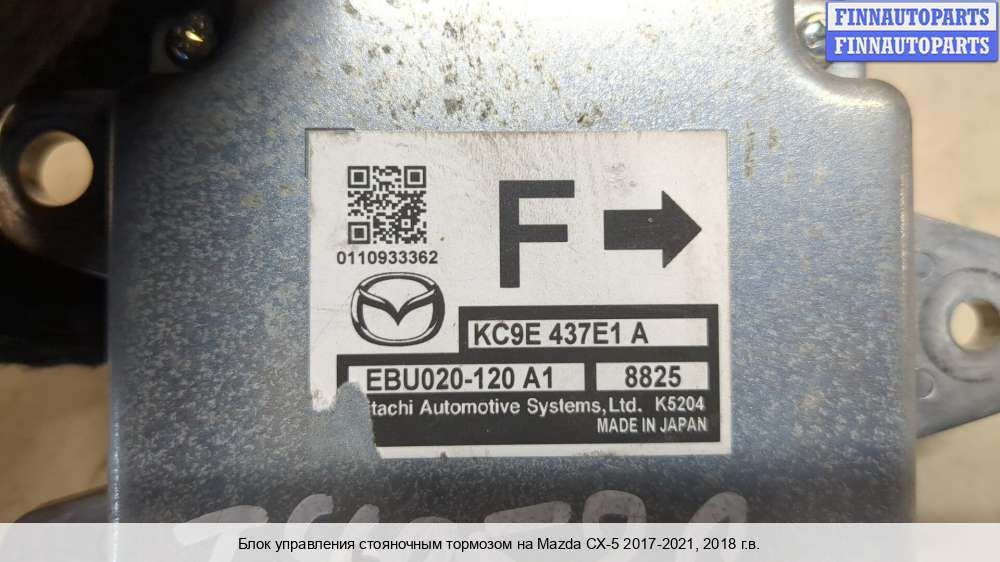 FINNAUTOPARTS
FINNAUTOPARTS
F
0110933362
KC9E 437E1 A
EBU020-120 A1 8825
tachi Automotive Systems,Ltd. K5204
MADE IN JAPAN
Блок управления стояночным тормозом на Mazda CX-5 2017-2021, 2018 г.в.